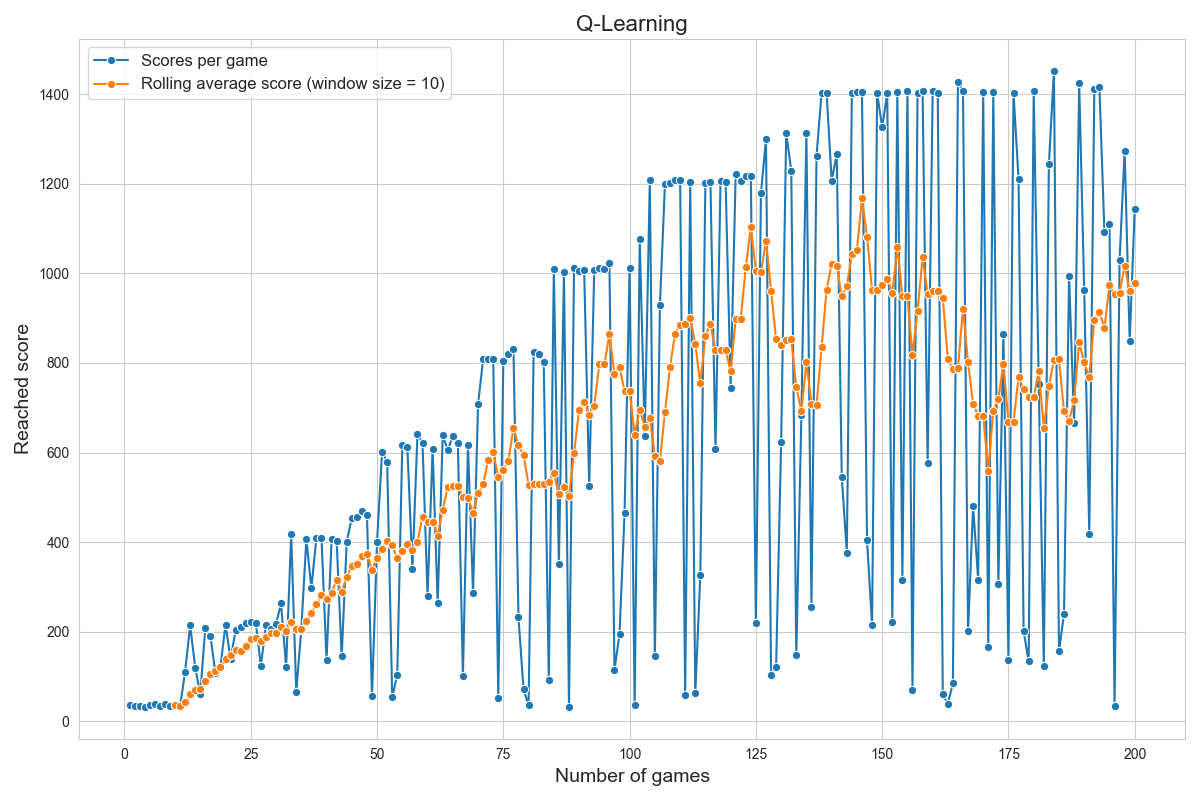 Q-Learning
Scores per game
Rolling average score (window size = 10)
Reached score
1400
1200
1000
800
600
400
200
0
0 25 50 75 100 125 150 175 200
Number of games